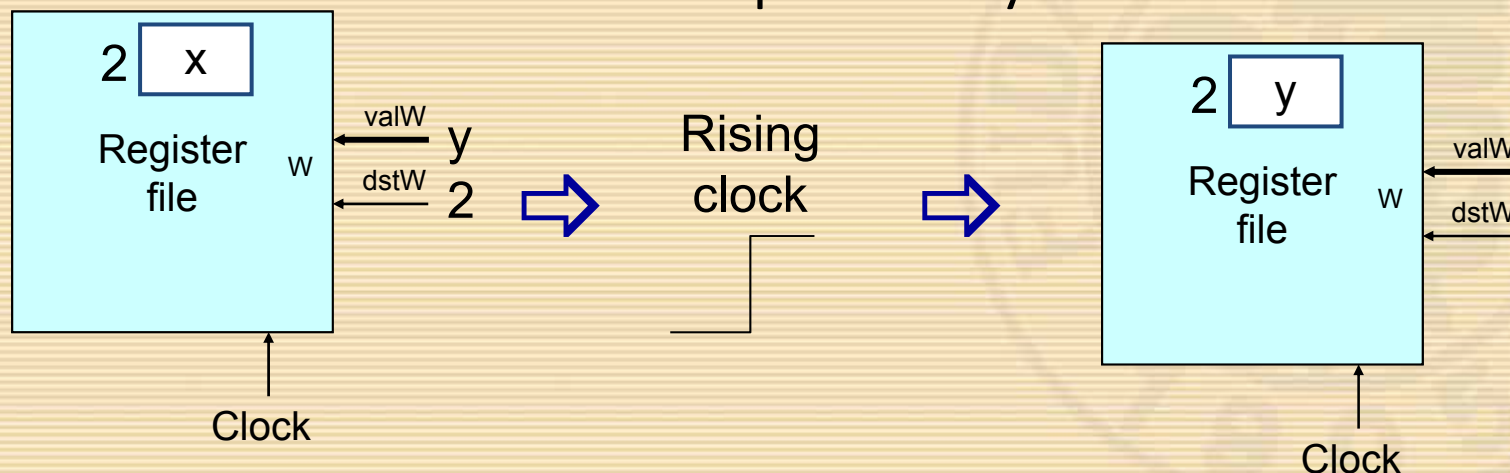 2 x
Register
file
W
valW
y
dstW
2
Clock
Rising
clock
2 y
Register
file
W
valW
dstW
Clock